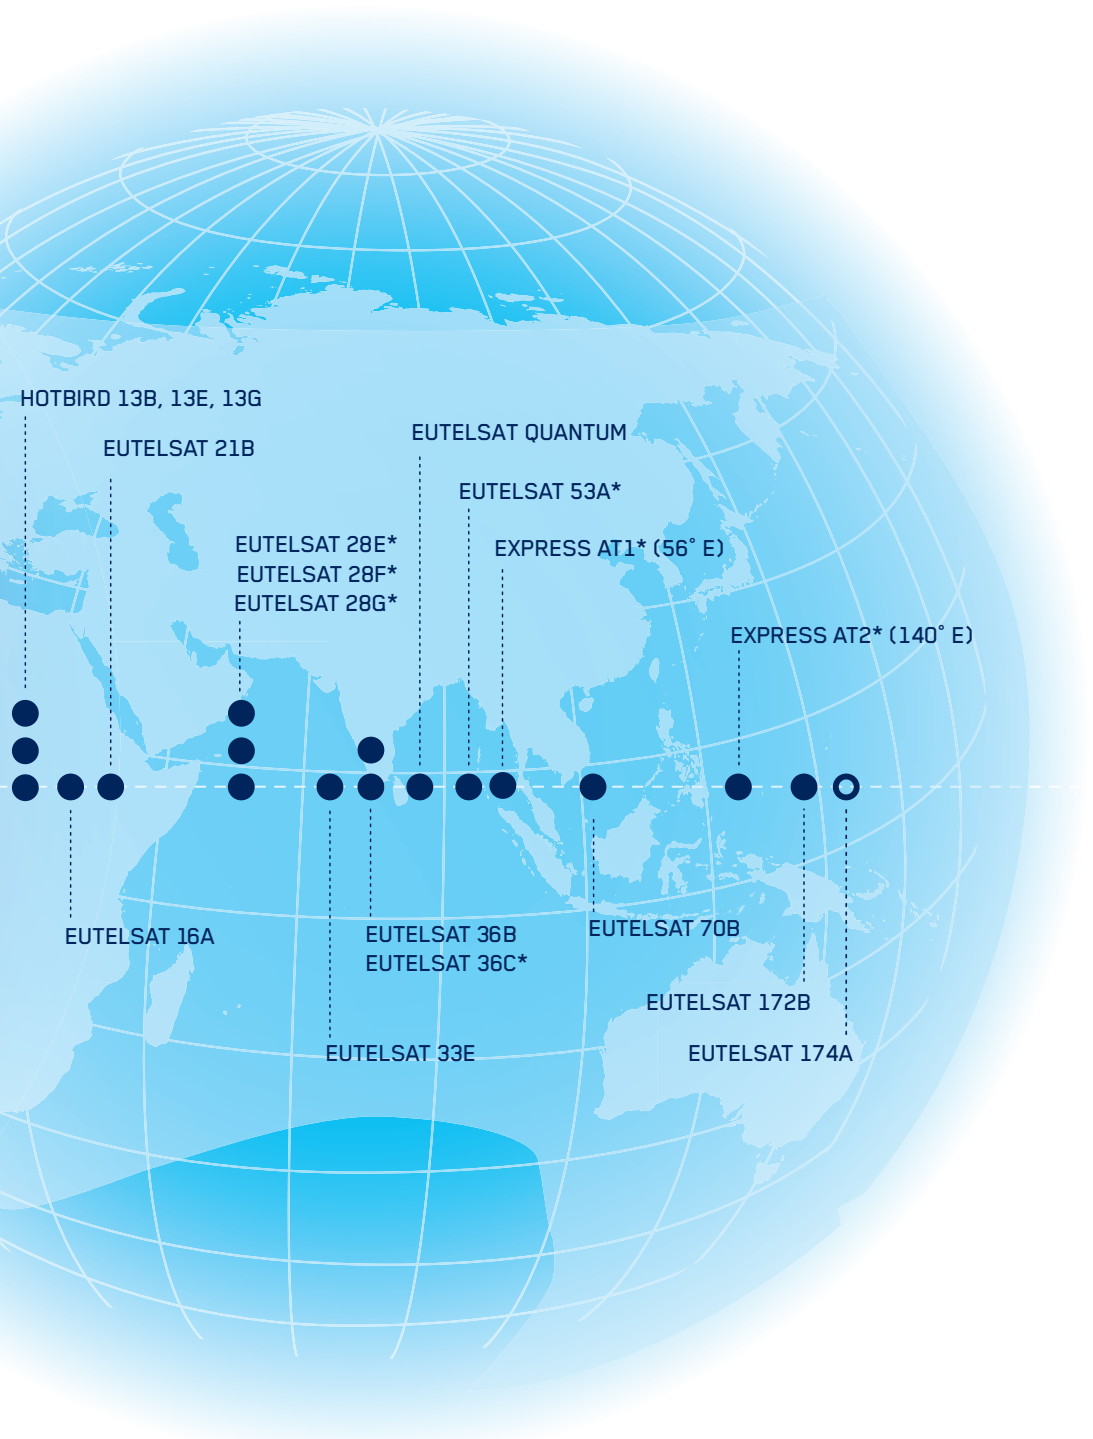 HOTBIRD 13B, 13E, 13G
EUTELSAT QUANTUM
EUTELSAT 21B
EUTELSAT 53A*
EUTELSAT 28E*
EUTELSAT 28F*
EUTELSAT 28G*
EXPRESS AT1* (56° E)
EXPRESS AT2* (140° E)
EUTELSAT 16A
EUTELSAT 36B
EUTELSAT 36C*
EUTELSAT 70B
EUTELSAT 172B
EUTELSAT 33E
EUTELSAT 174A